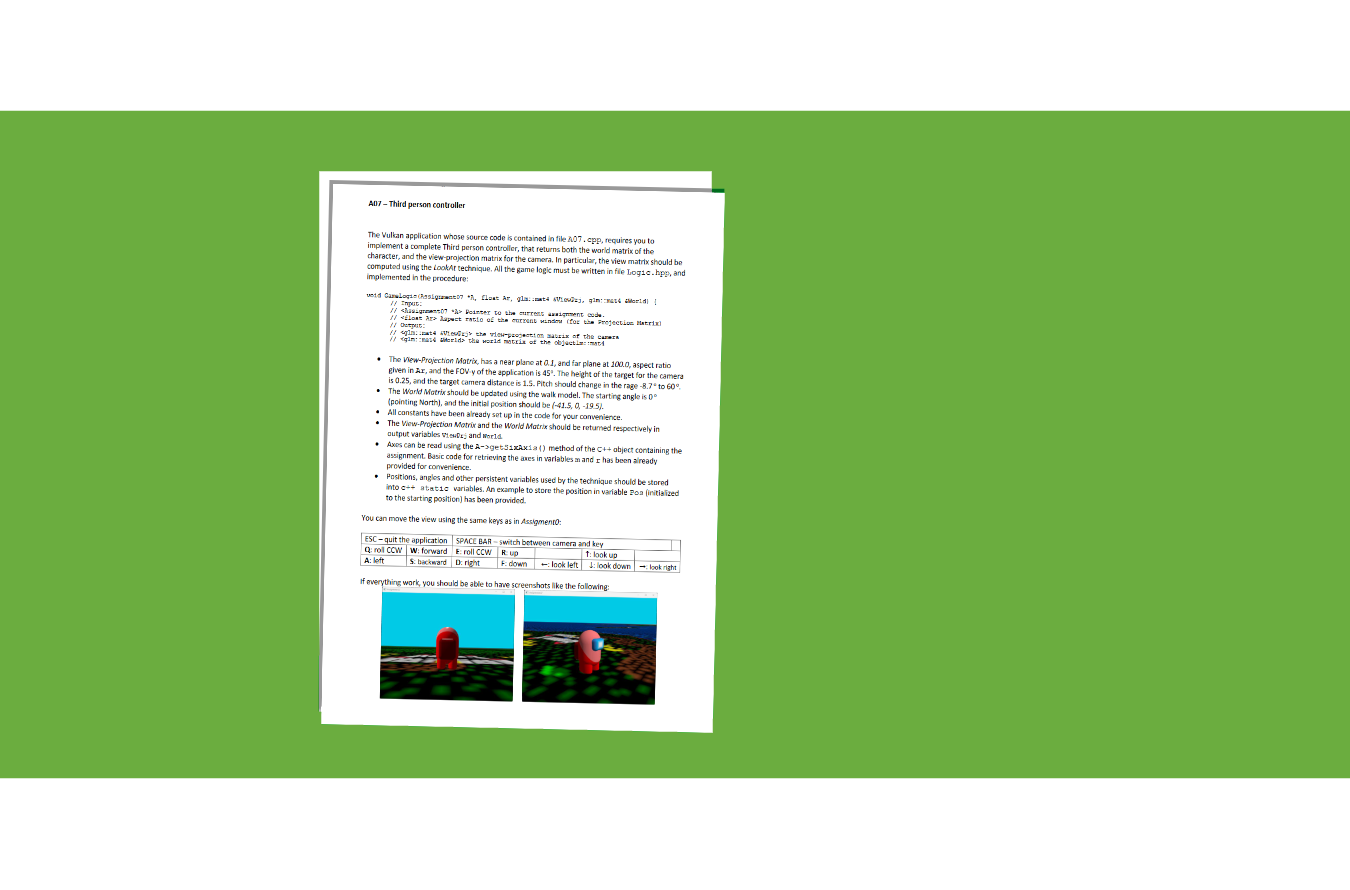 A07 – Third person controller
The Vulkan application whose source code is contained in file A07.cpp, requires you to
implement a complete Third person controller, that returns both the world matrix of the
character, and the view-projection matrix for the camera. In particular, the view matrix should be
computed using the LookAt technique. All the game logic must be written in file Logic.hpp, and
implemented in the procedure:
void GameLogic(Assignment07 *A, float Ar, glm::mat4 &ViewPrj, glm::mat4 &World) {
// Input:
// <Assignment07 *A> Pointer to the current assignment code.
// <float Ar> Aspect ratio of the current window (for the Projection Matrix)
// Output:
// <glm::mat4 &ViewPrj> the view-projection matrix of the camera
// <glm::mat4 &World> the world matrix of the objectim::mat4
• The View-Projection Matrix, has a near plane at 0.1, and far plane at 100.0, aspect ratio
given in Ar, and the FOV-y of the application is 45°. The height of the target for the camera
is 0.25, and the target camera distance is 1.5. Pitch should change in the rage -8.7° to 60°.
• The World Matrix should be updated using the walk model. The starting angle is 0°
(pointing North), and the initial position should be (-41.5, 0, -19.5).
• All constants have been already set up in the code for your convenience.
• The View-Projection Matrix and the World Matrix should be returned respectively in
output variables ViewPrj and World.
• Axes can be read using the A->getSixAxis() method of the C++ object containing the
assignment. Basic code for retrieving the axes in variables m and r has been already
provided for convenience.
• Positions, angles and other persistent variables used by the technique should be stored
into c++ static variables. An example to store the position in variable Pos (initialized
to the starting position) has been provided.
You can move the view using the same keys as in Assigment0:
ESC – quit the application SPACE BAR – switch between camera and key
Q: roll CCW W: forward E: roll CCW R: up ↑: look up
A: left S: backward D: right F: down ←: look left ↓: look down →: look right
If everything work, you should be able to have screenshots like the following: